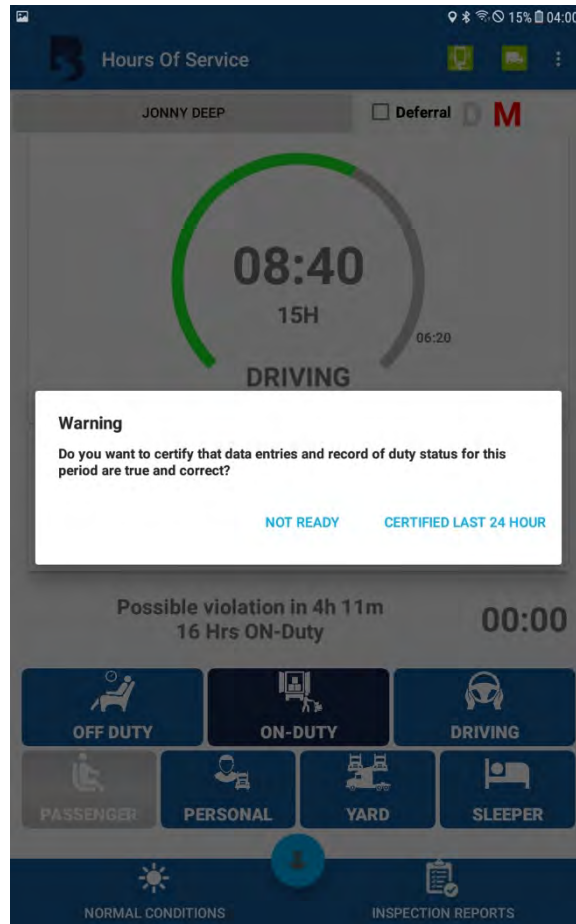 15% 04:00
Hours Of Service
JONNY DEEP
Deferral D M
08:40
15H
06:20
DRIVING
Warning
Do you want to certify that data entries and record of duty status for this
period are true and correct?
NOT READY CERTIFIED LAST 24 HOUR
Possible violation in 4h 11m
16 Hrs ON-Duty
00:00
OFF DUTY ON-DUTY DRIVING
PASSENGER PERSONAL YARD SLEEPER
NORMAL CONDITIONS INSPECTION REPORTS